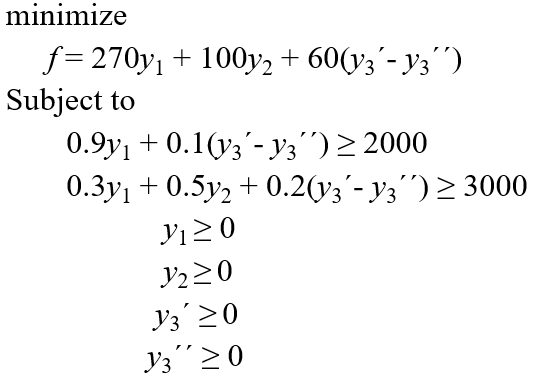 minimize
f = 270y₁ + 100y₂ + 60(y₃´- y₃´´)
Subject to
0.9y₁ + 0.1(y₃´- y₃´´) ≥ 2000
0.3y₁ + 0.5y₂ + 0.2(y₃´- y₃´´) ≥ 3000
y₁ ≥ 0
y₂ ≥ 0
y₃´ ≥ 0
y₃´´ ≥ 0